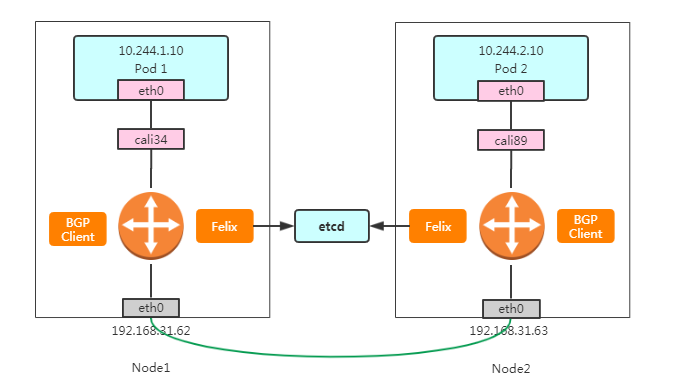 10.244.1.10
Pod 1
eth0
cali34
BGP
Client
Felix
eth0
192.168.31.62
Node1
etcd
10.244.2.10
Pod 2
eth0
cali89
Felix
BGP
Client
eth0
192.168.31.63
Node2